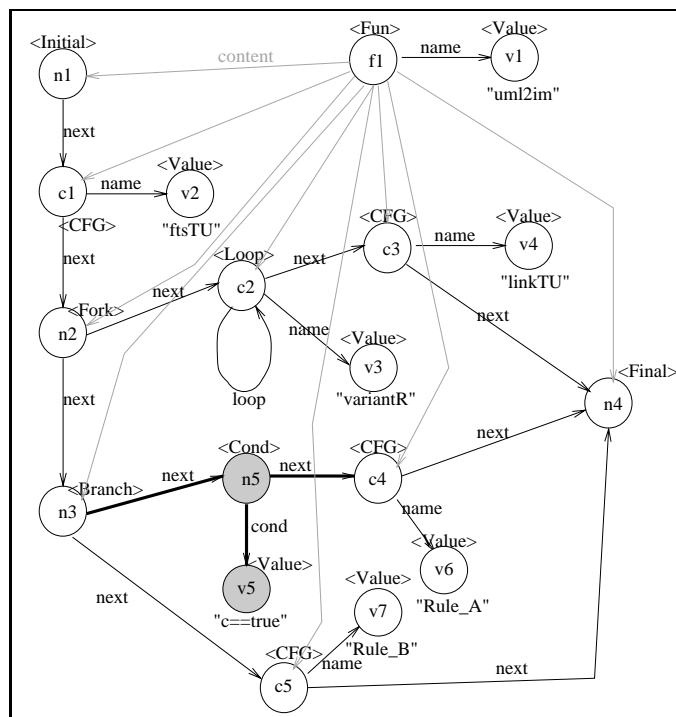 <Fun>
<Initial>
name
<Value>
content
n1
f1
v1
"uml2im"
next
<Value>
c1
name
v2
<CFG>
"ftsTU"
<CFG>
<Value>
next
<Loop>
next
c3
name
v4
"linkTU"
c2
<Fork>
next
n2
next
name
<Value>
v3
<Final>
loop
"variantR"
n4
next
<Cond>
<CFG>
next
<Branch>
next
n5
next
c4
n3
name
cond
<Value>
<Value>
v6
v5
<Value>
next
"Rule_A"
"c==true"
v7
<CFG>
"Rule_B"
name
c5
next